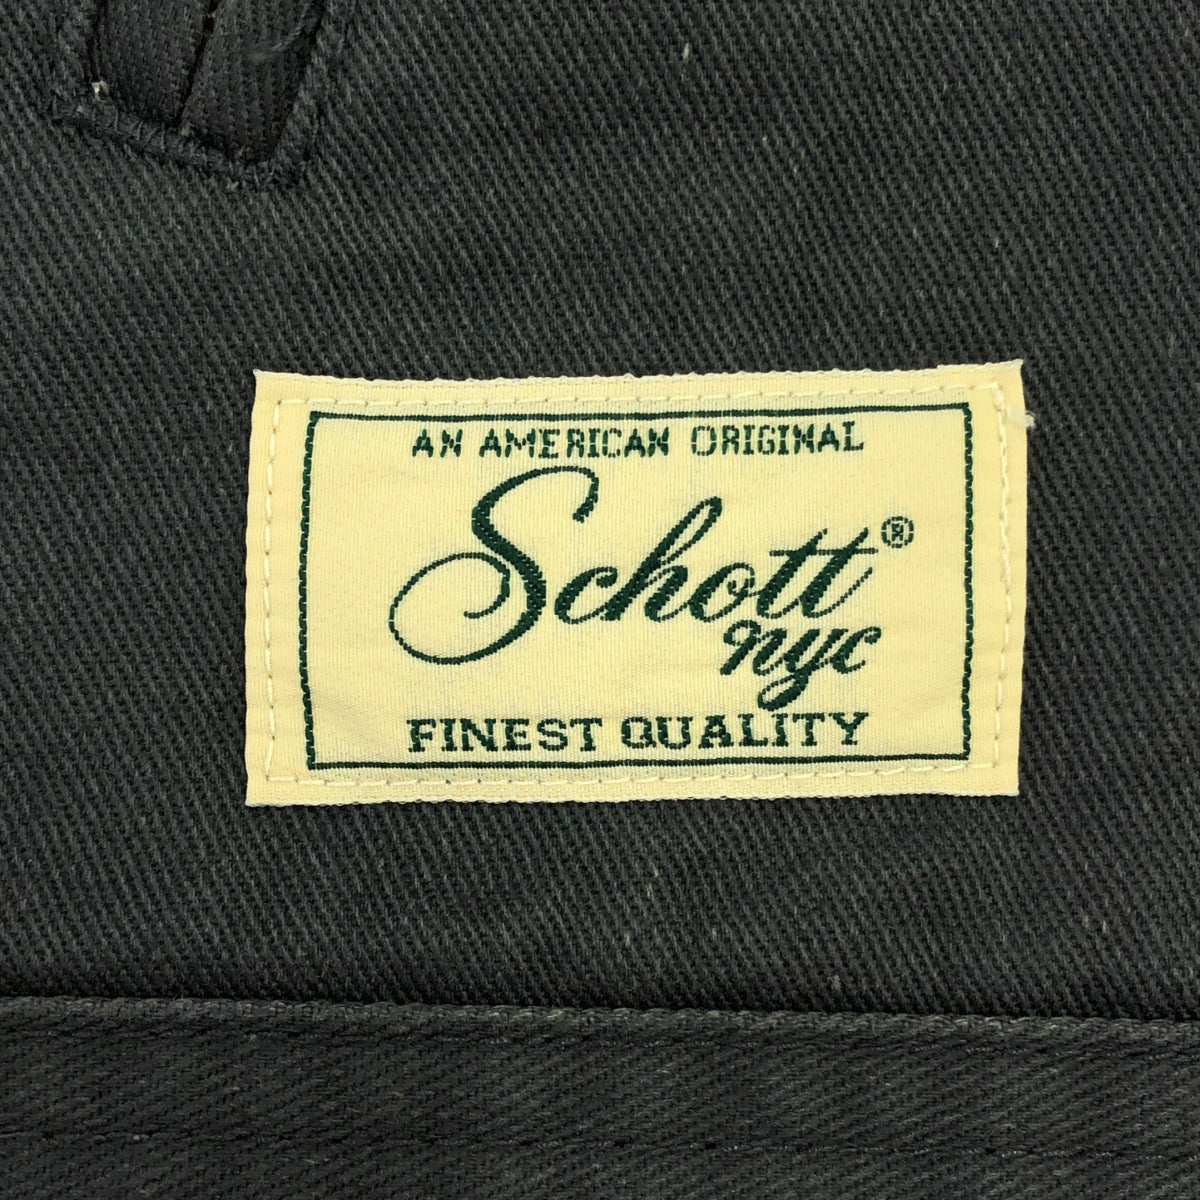 AN AMERICAN ORIGINAL
Schott®
nyc
FINEST QUALITY